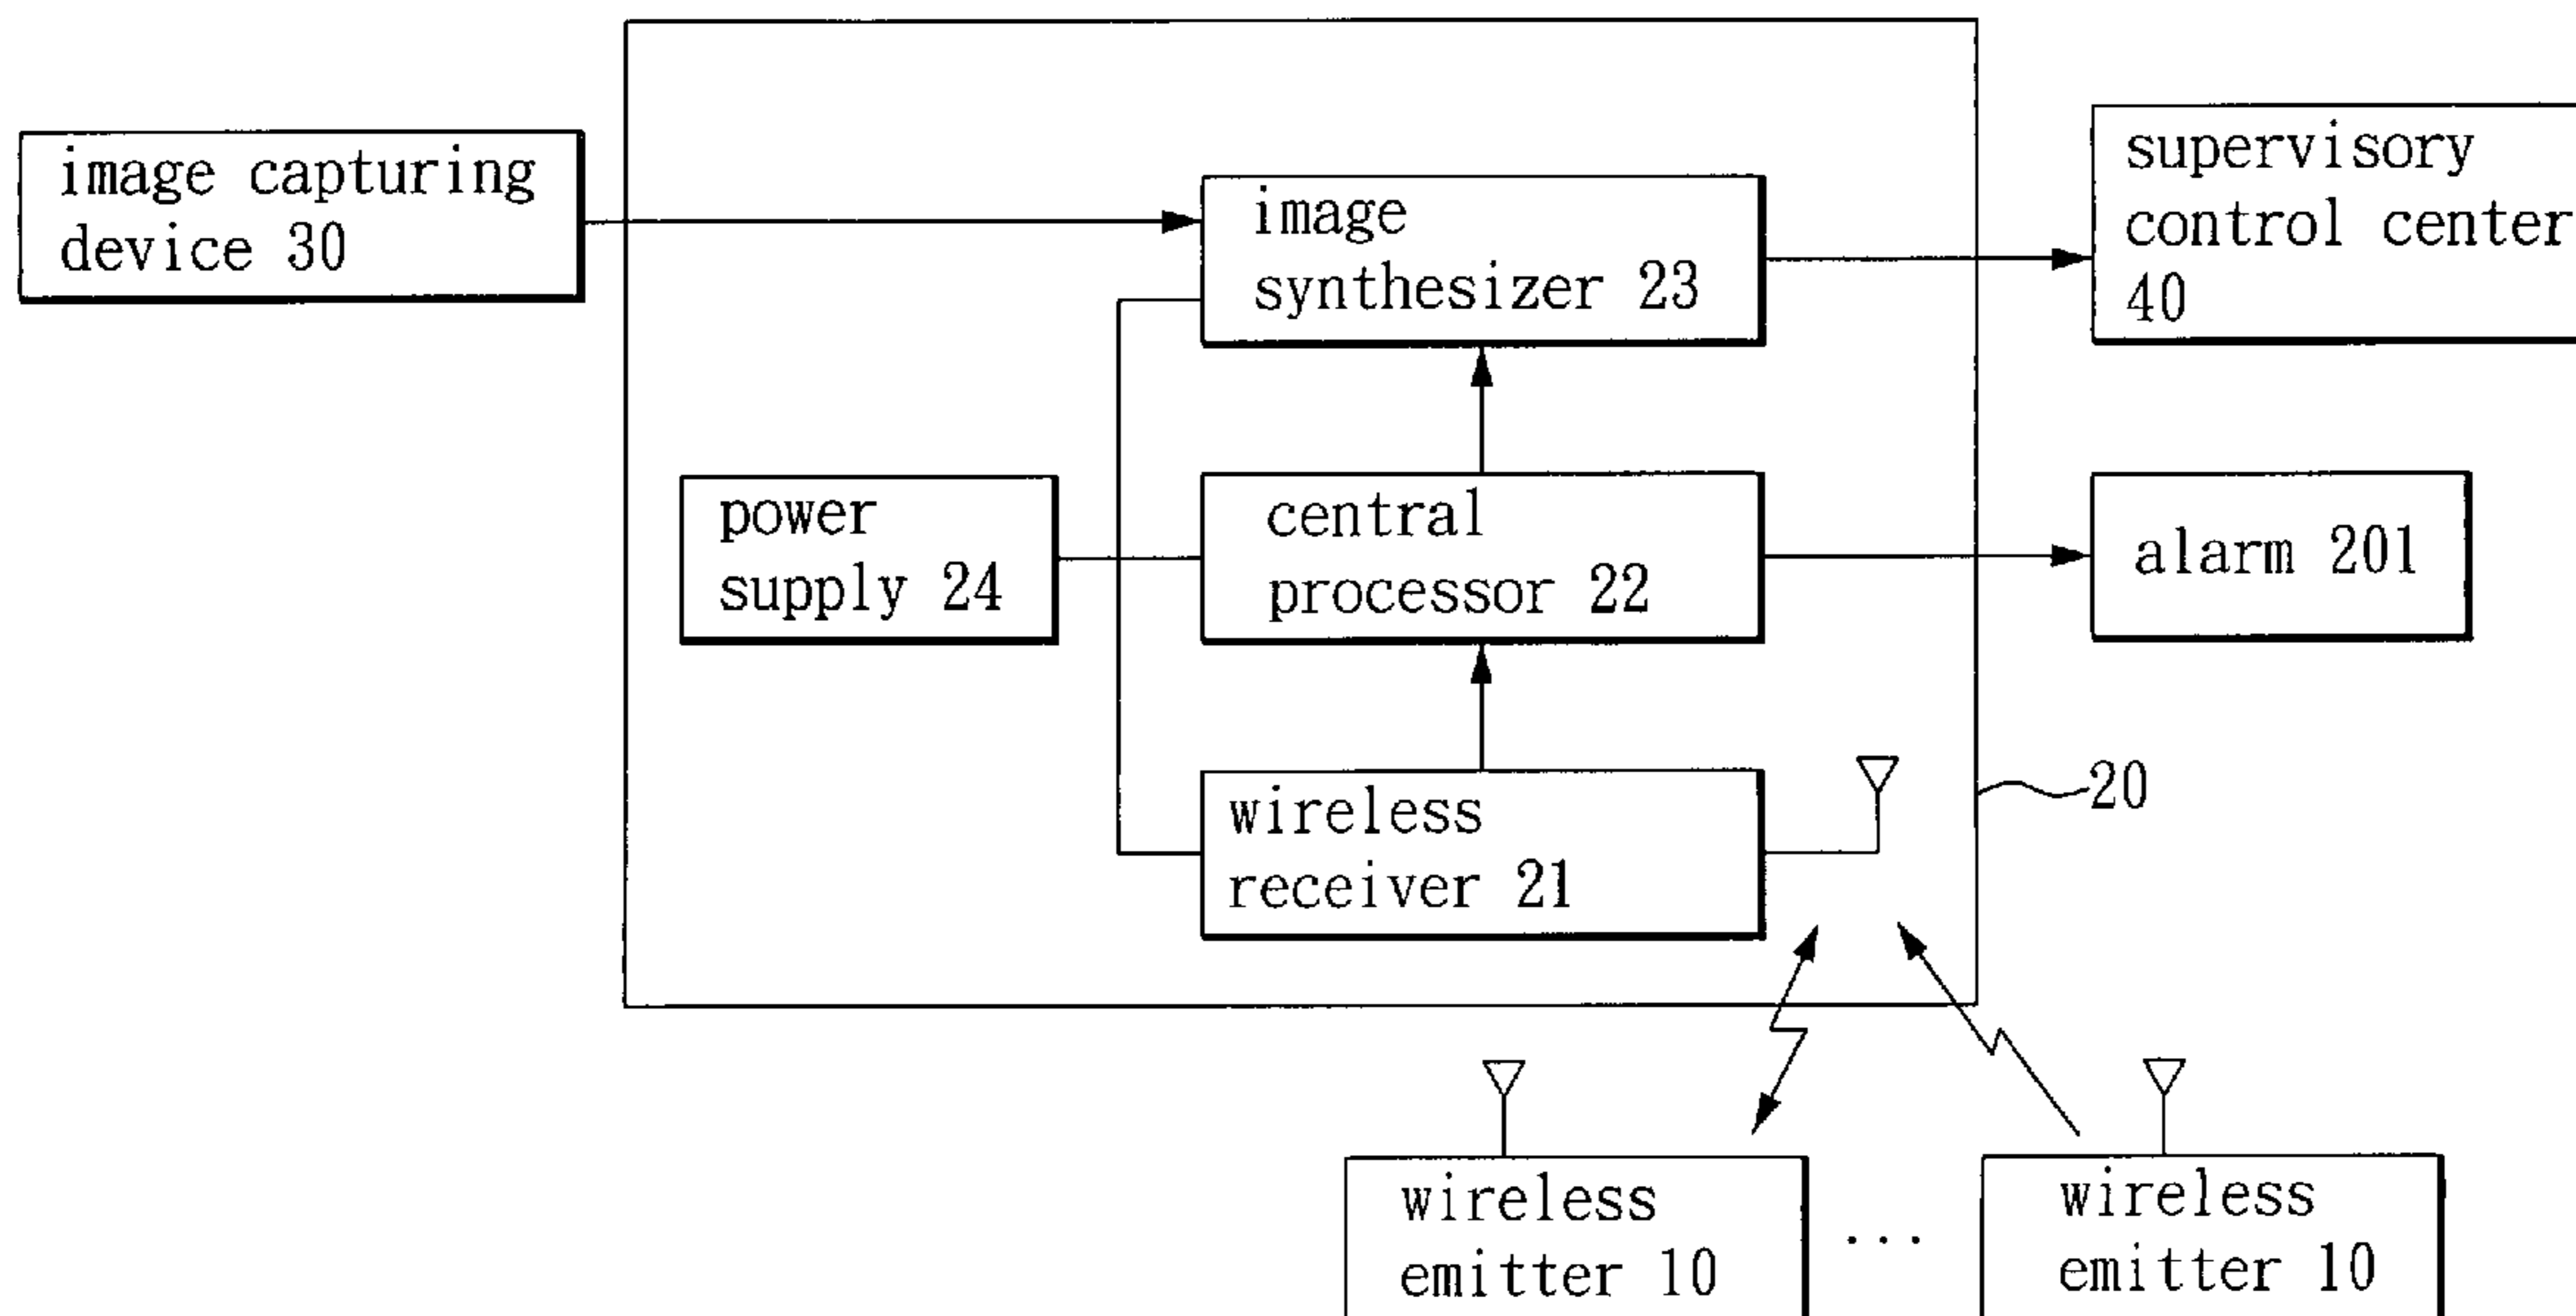 image capturing
device 30
image
synthesizer 23
supervisory
control center
40
power
supply 24
central
processor 22
alarm 201
wireless
receiver 21
20
wireless
emitter 10
...
wireless
emitter 10